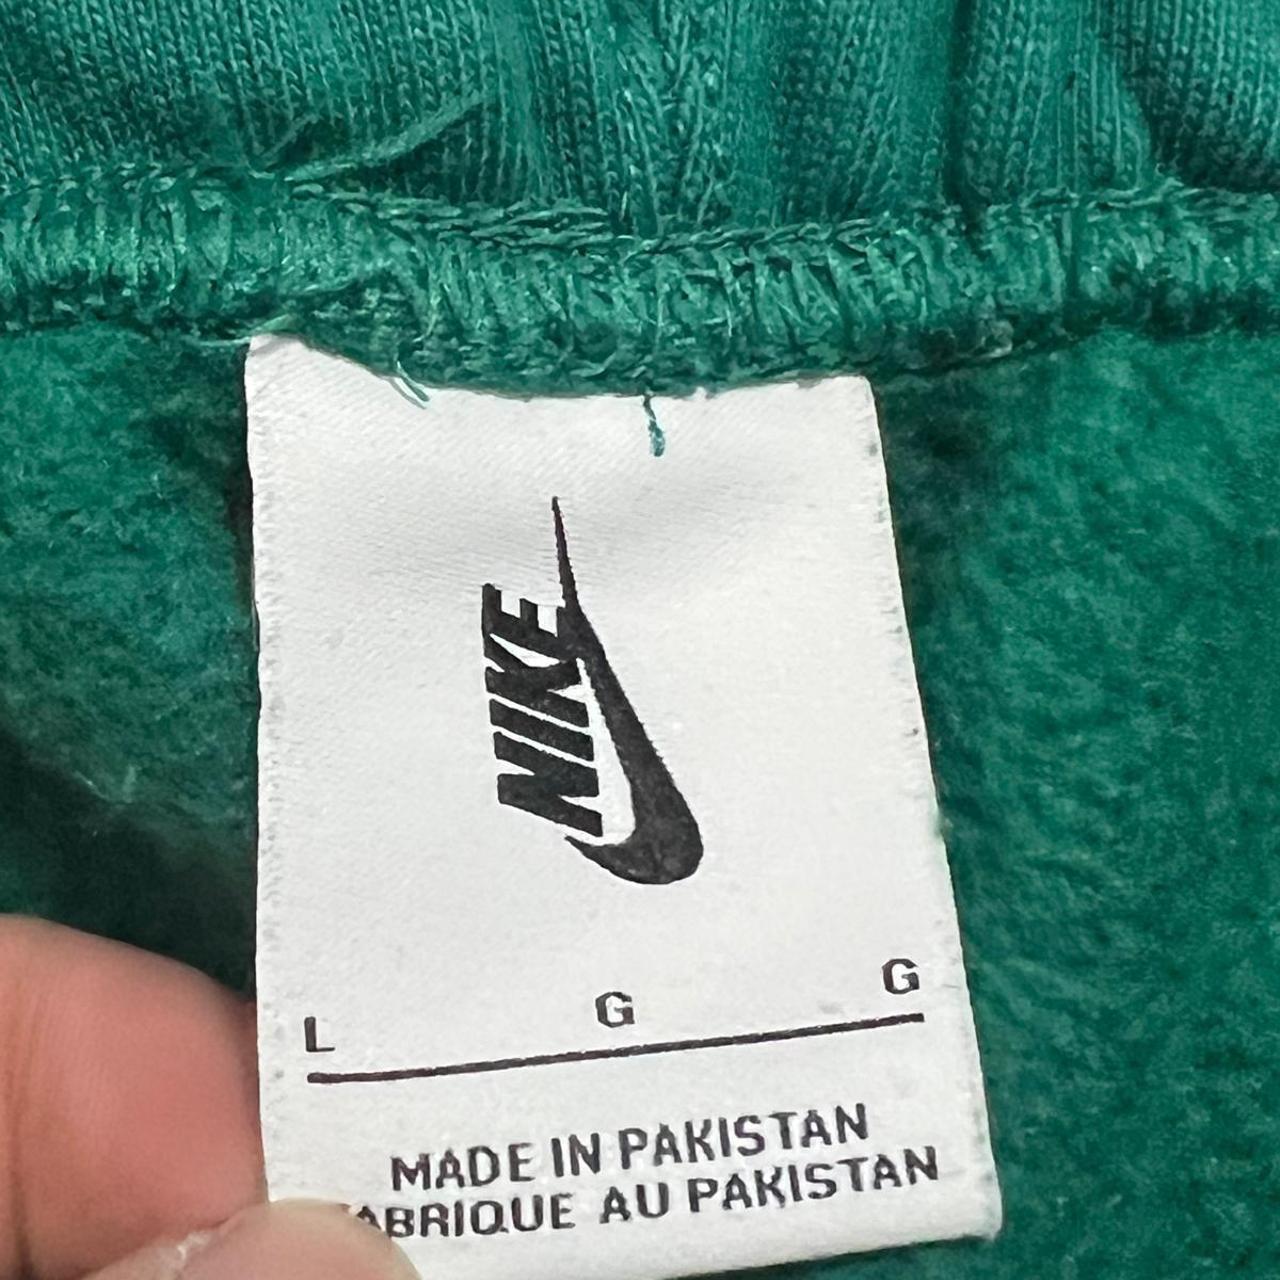 NIKE
L G G
MADE IN PAKISTAN
ABRIQUE AU PAKISTAN